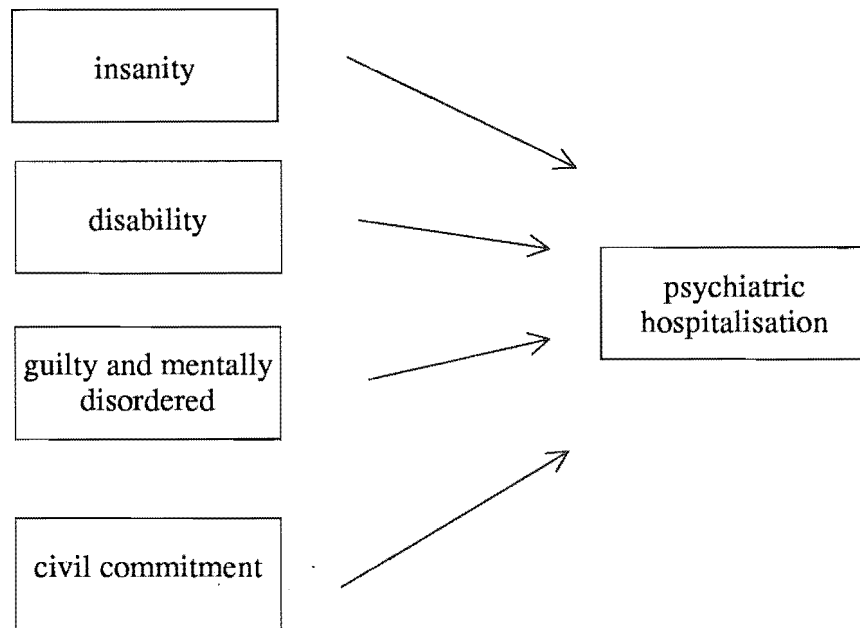 insanity
disability
psychiatric
hospitalisation
guilty and mentally
disordered
civil commitment